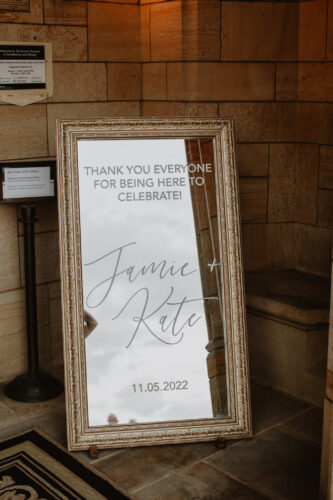 THANK YOU EVERYONE
FOR BEING HERE TO
CELEBRATE!
Jamie +
Kate
11.05.2022